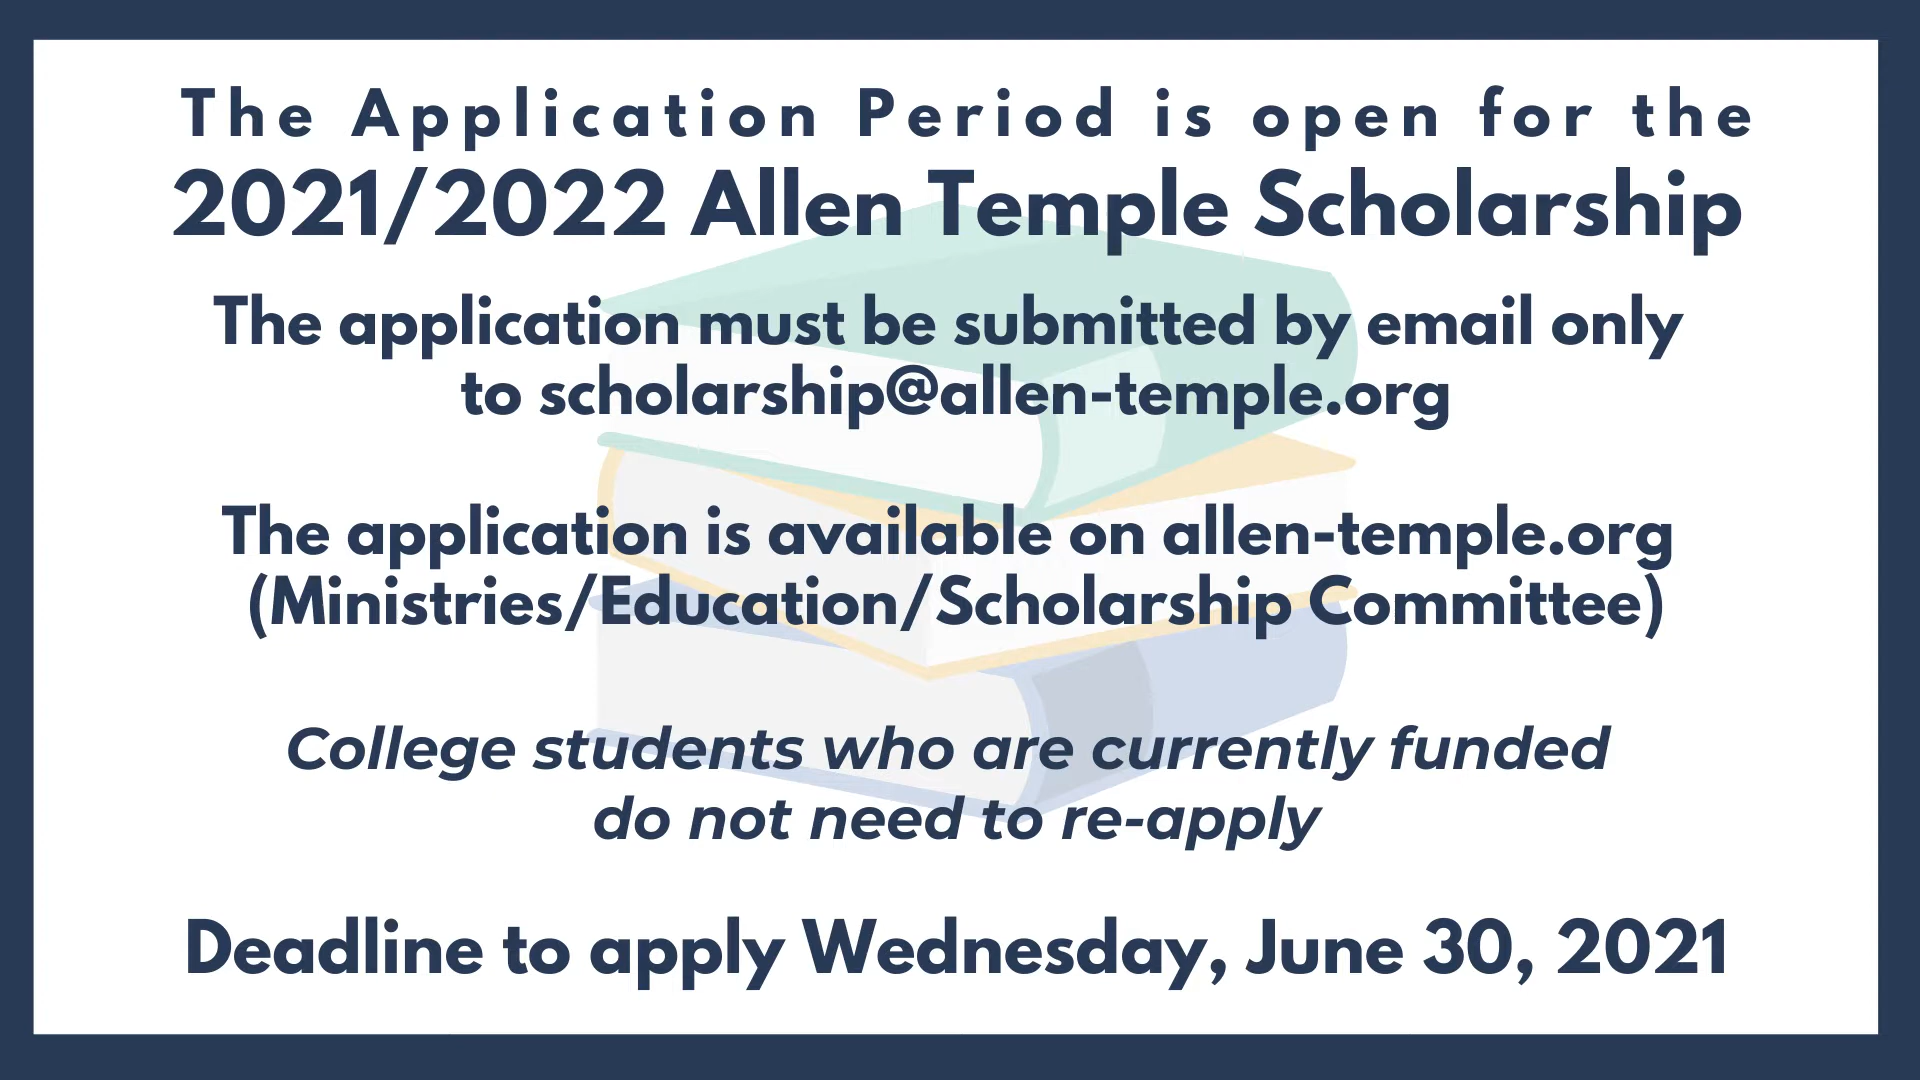 The Application Period is open for the
2021/2022 Allen Temple Scholarship
The application must be submitted by email only
to scholarship@allen-temple.org
The application is available on allen-temple.org
(Ministries/Education/Scholarship Committee)
College students who are currently funded
do not need to re-apply
Deadline to apply Wednesday, June 30, 2021